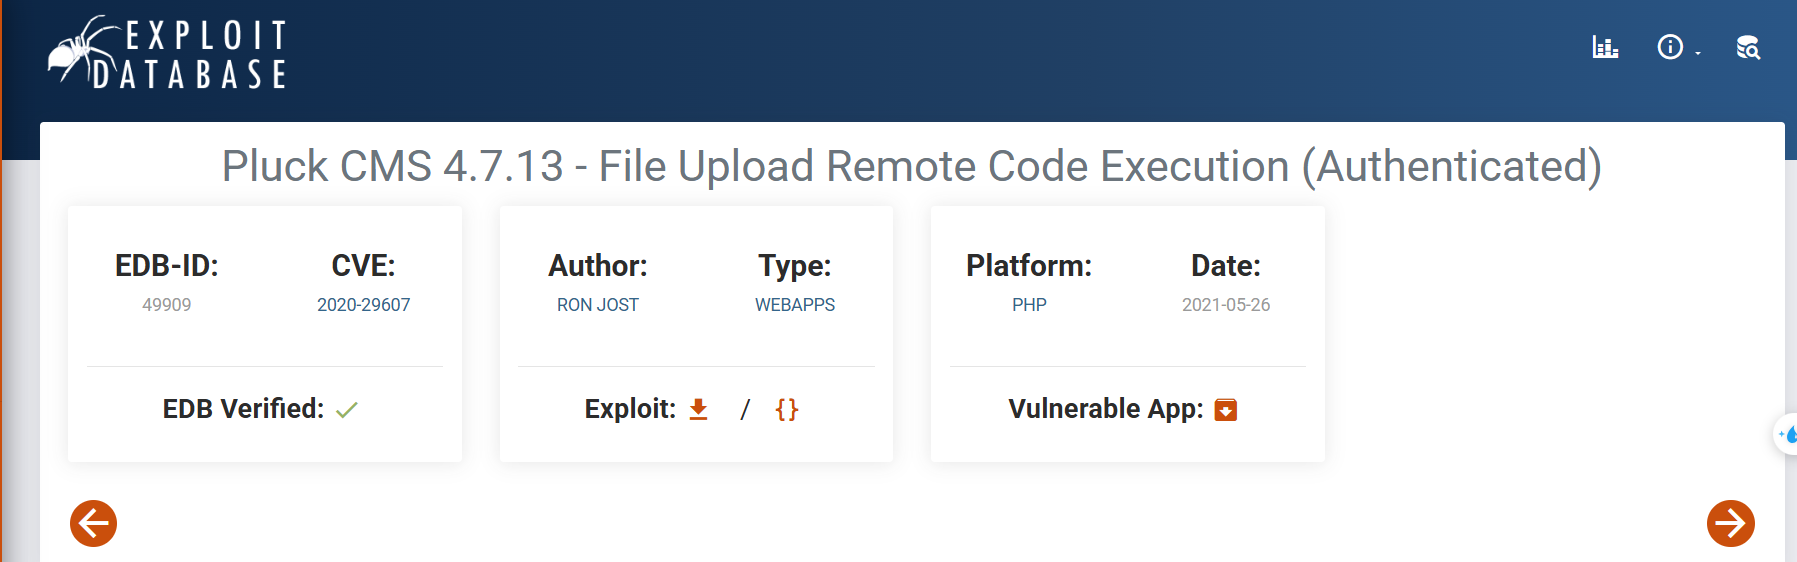 EXPLOIT
DATABASE
Pluck CMS 4.7.13 - File Upload Remote Code Execution (Authenticated)
EDB-ID:
49909
CVE:
2020-29607
EDB Verified:
Author:
RON JOST
Type:
WEBAPPS
Exploit: / {}
Platform:
PHP
Date:
2021-05-26
Vulnerable App: